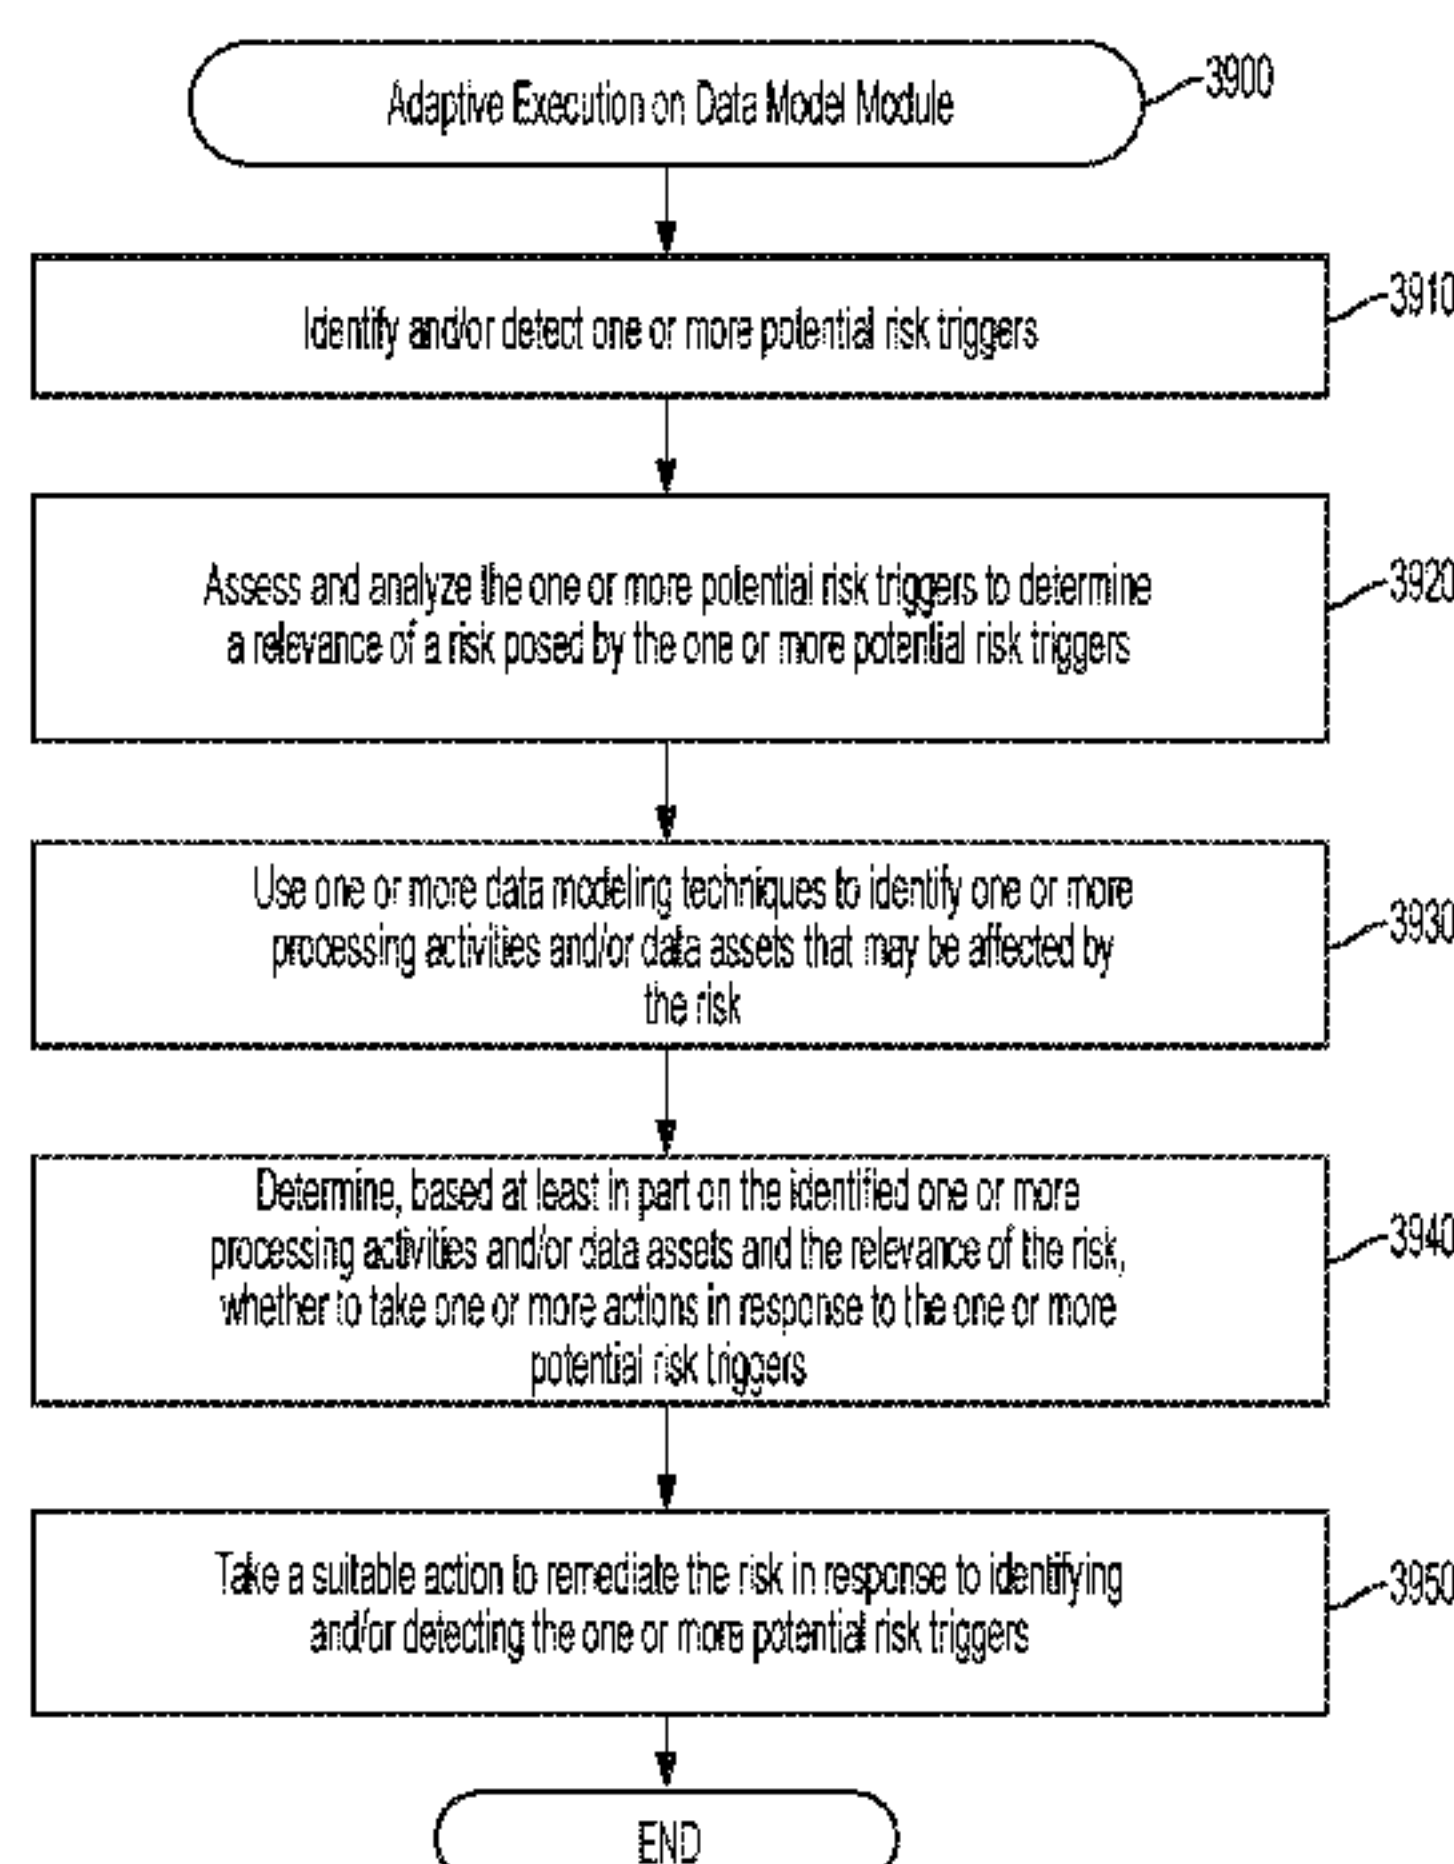 Adaptive Execution on Data Model Module
3900
Identify and/or detect one or more potential risk triggers
3910
Assess and analyze the one or more potential risk triggers to determine
a relevance of a risk posed by the one or more potential risk triggers
3920
Use one or more data modeling techniques to identify one or more
processing activities and/or data assets that may be affected by
the risk
3930
Determine, based at least in part on the identified one or more
processing activities and/or data assets and the relevance of the risk,
whether to take one or more actions in response to the one or more
potential risk triggers
3940
Take a suitable action to remediate the risk in response to identifying
and/or detecting the one or more potential risk triggers
3950
END